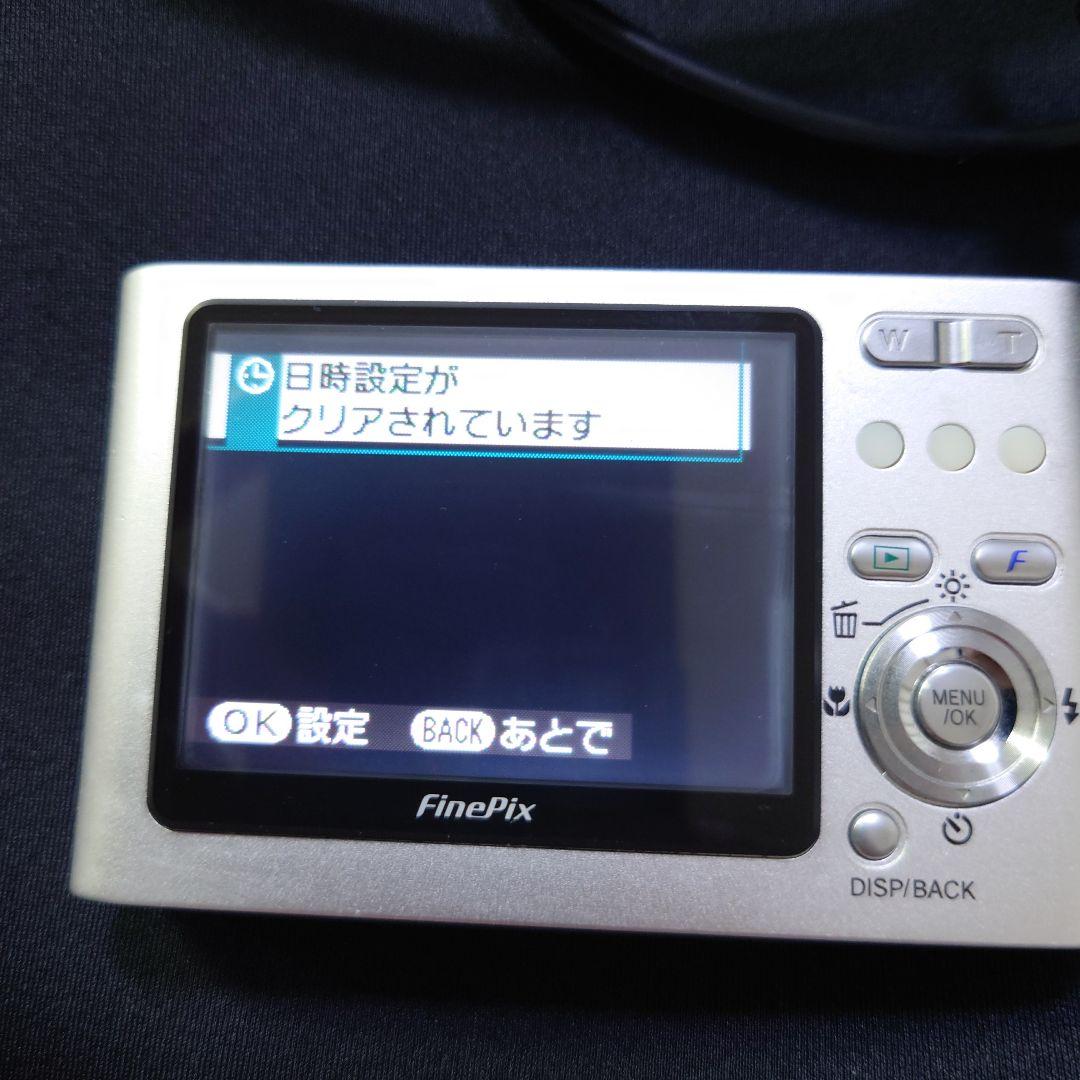 日時設定が
クリアされています
OK 設定 BACK あとで
FinePix
W T
F
MENU
/OK
DISP/BACK